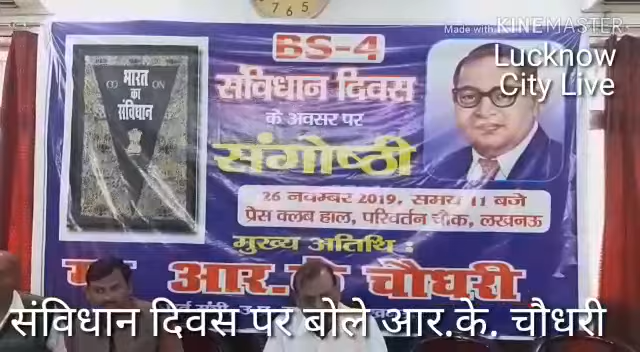 765
Made with KINEMASTER
Lucknow
City Live
BS-4
संविधान दिवस
के अवसर पर
संगोष्ठी
भारत
का
संविधान
26 नवम्बर 2019, समय 11 बजे
प्रेस क्लब हाल, परिवर्तन चौक, लखनऊ
मुख्य अतिथि :
आर. के चौधरी
संविधान दिवस पर बोले आर.के. चौधरी